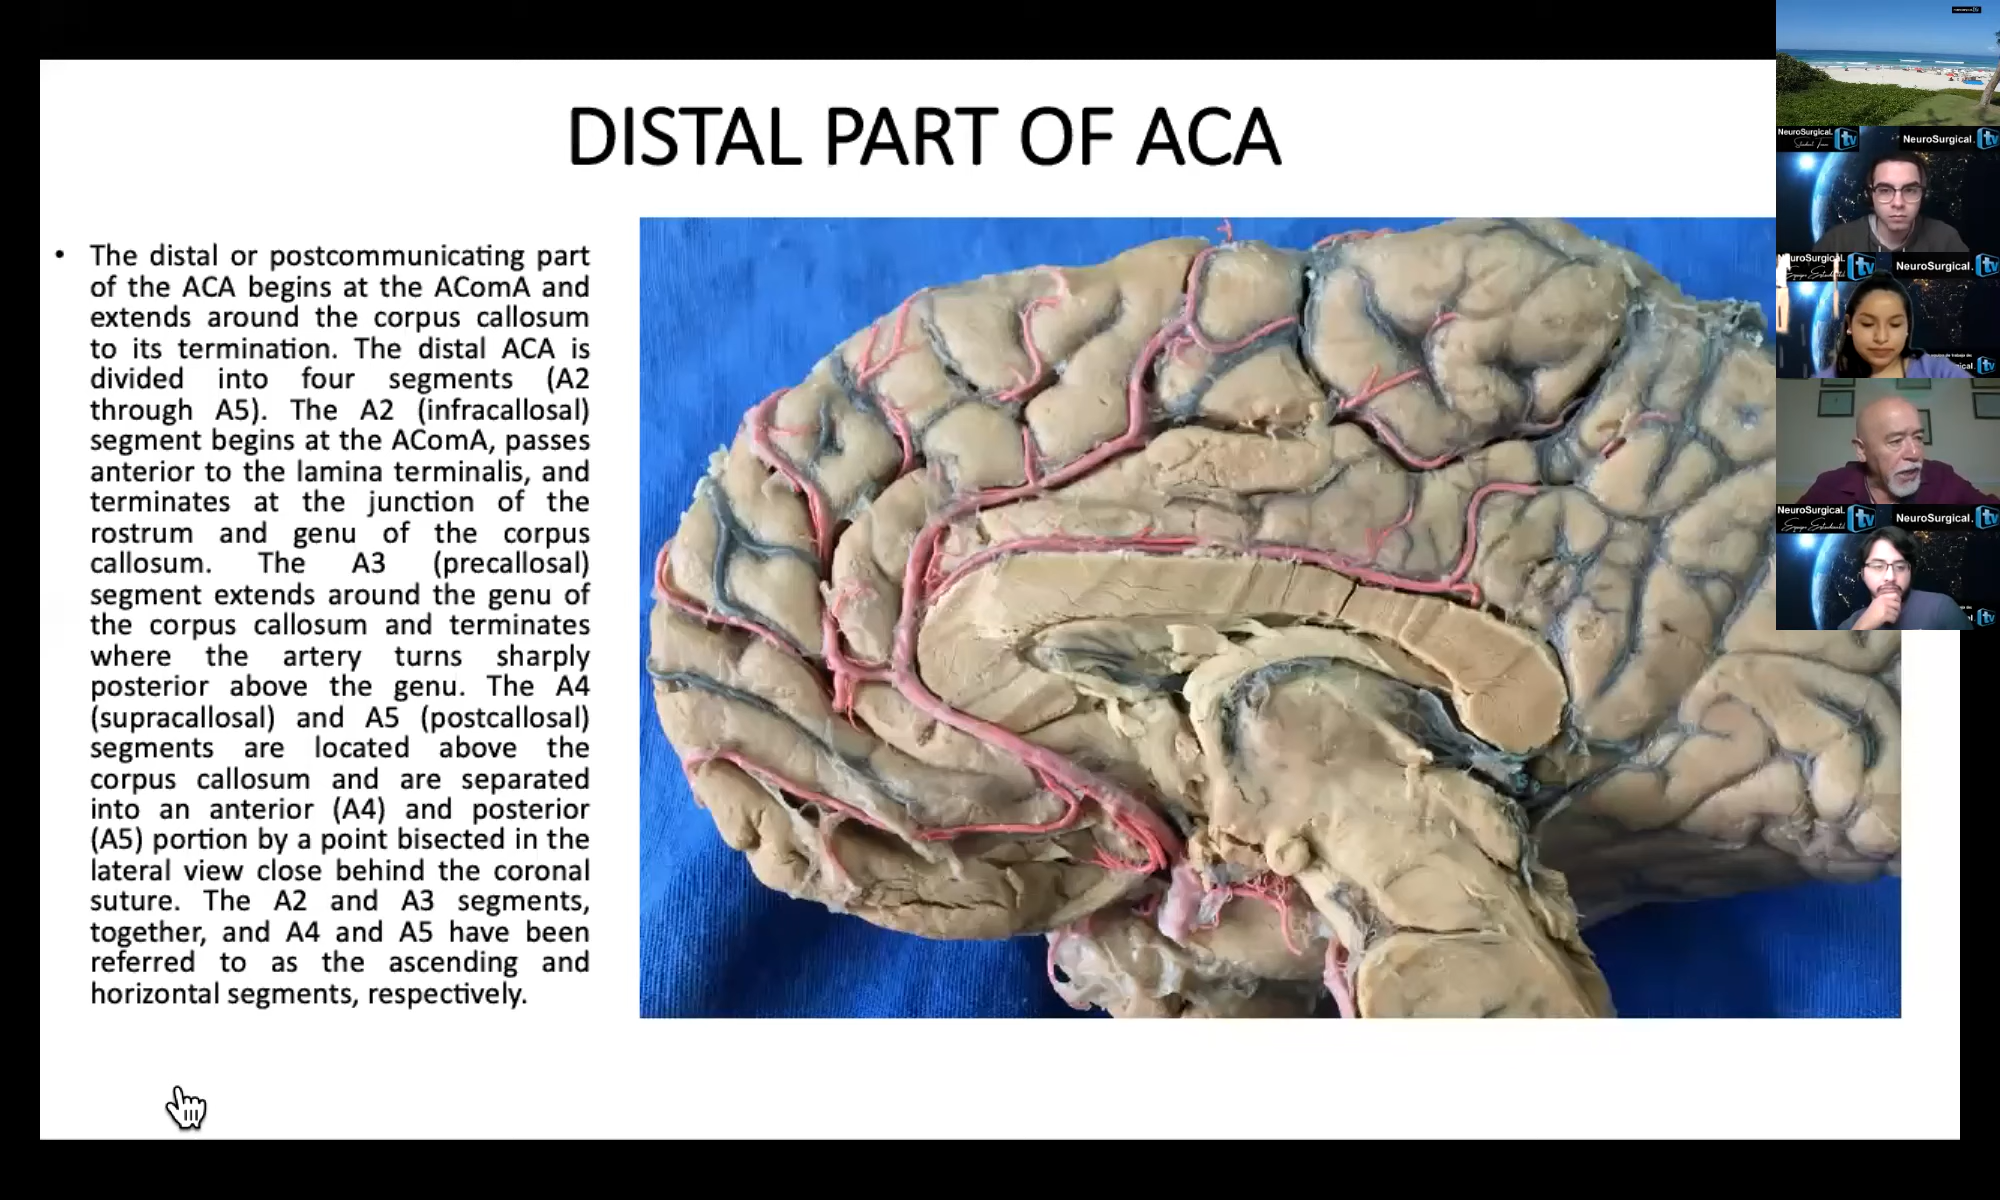 DISTAL PART OF ACA
• The distal or postcommunicating part
of the ACA begins at the AComA and
extends around the corpus callosum
to its termination. The distal ACA is
divided into four segments (A2
through A5). The A2 (infracallosal)
segment begins at the AComA, passes
anterior to the lamina terminalis, and
terminates at the junction of the
rostrum and genu of the corpus
callosum. The A3 (precallosal)
segment extends around the genu of
the corpus callosum and terminates
where the artery turns sharply
posterior above the genu. The A4
(supracallosal) and A5 (postcallosal)
segments are located above the
corpus callosum and are separated
into an anterior (A4) and posterior
(A5) portion by a point bisected in the
lateral view close behind the coronal
suture. The A2 and A3 segments,
together, and A4 and A5 have been
referred to as the ascending and
horizontal segments, respectively.
NeuroSurgical. tv
Student Team
NeuroSurgical. tv
uroSurgical. tv
NeuroSurgical. tv
ical. tv
NeuroSurgical. tv
Equipo Estudiantil
NeuroSurgical. tv
tv